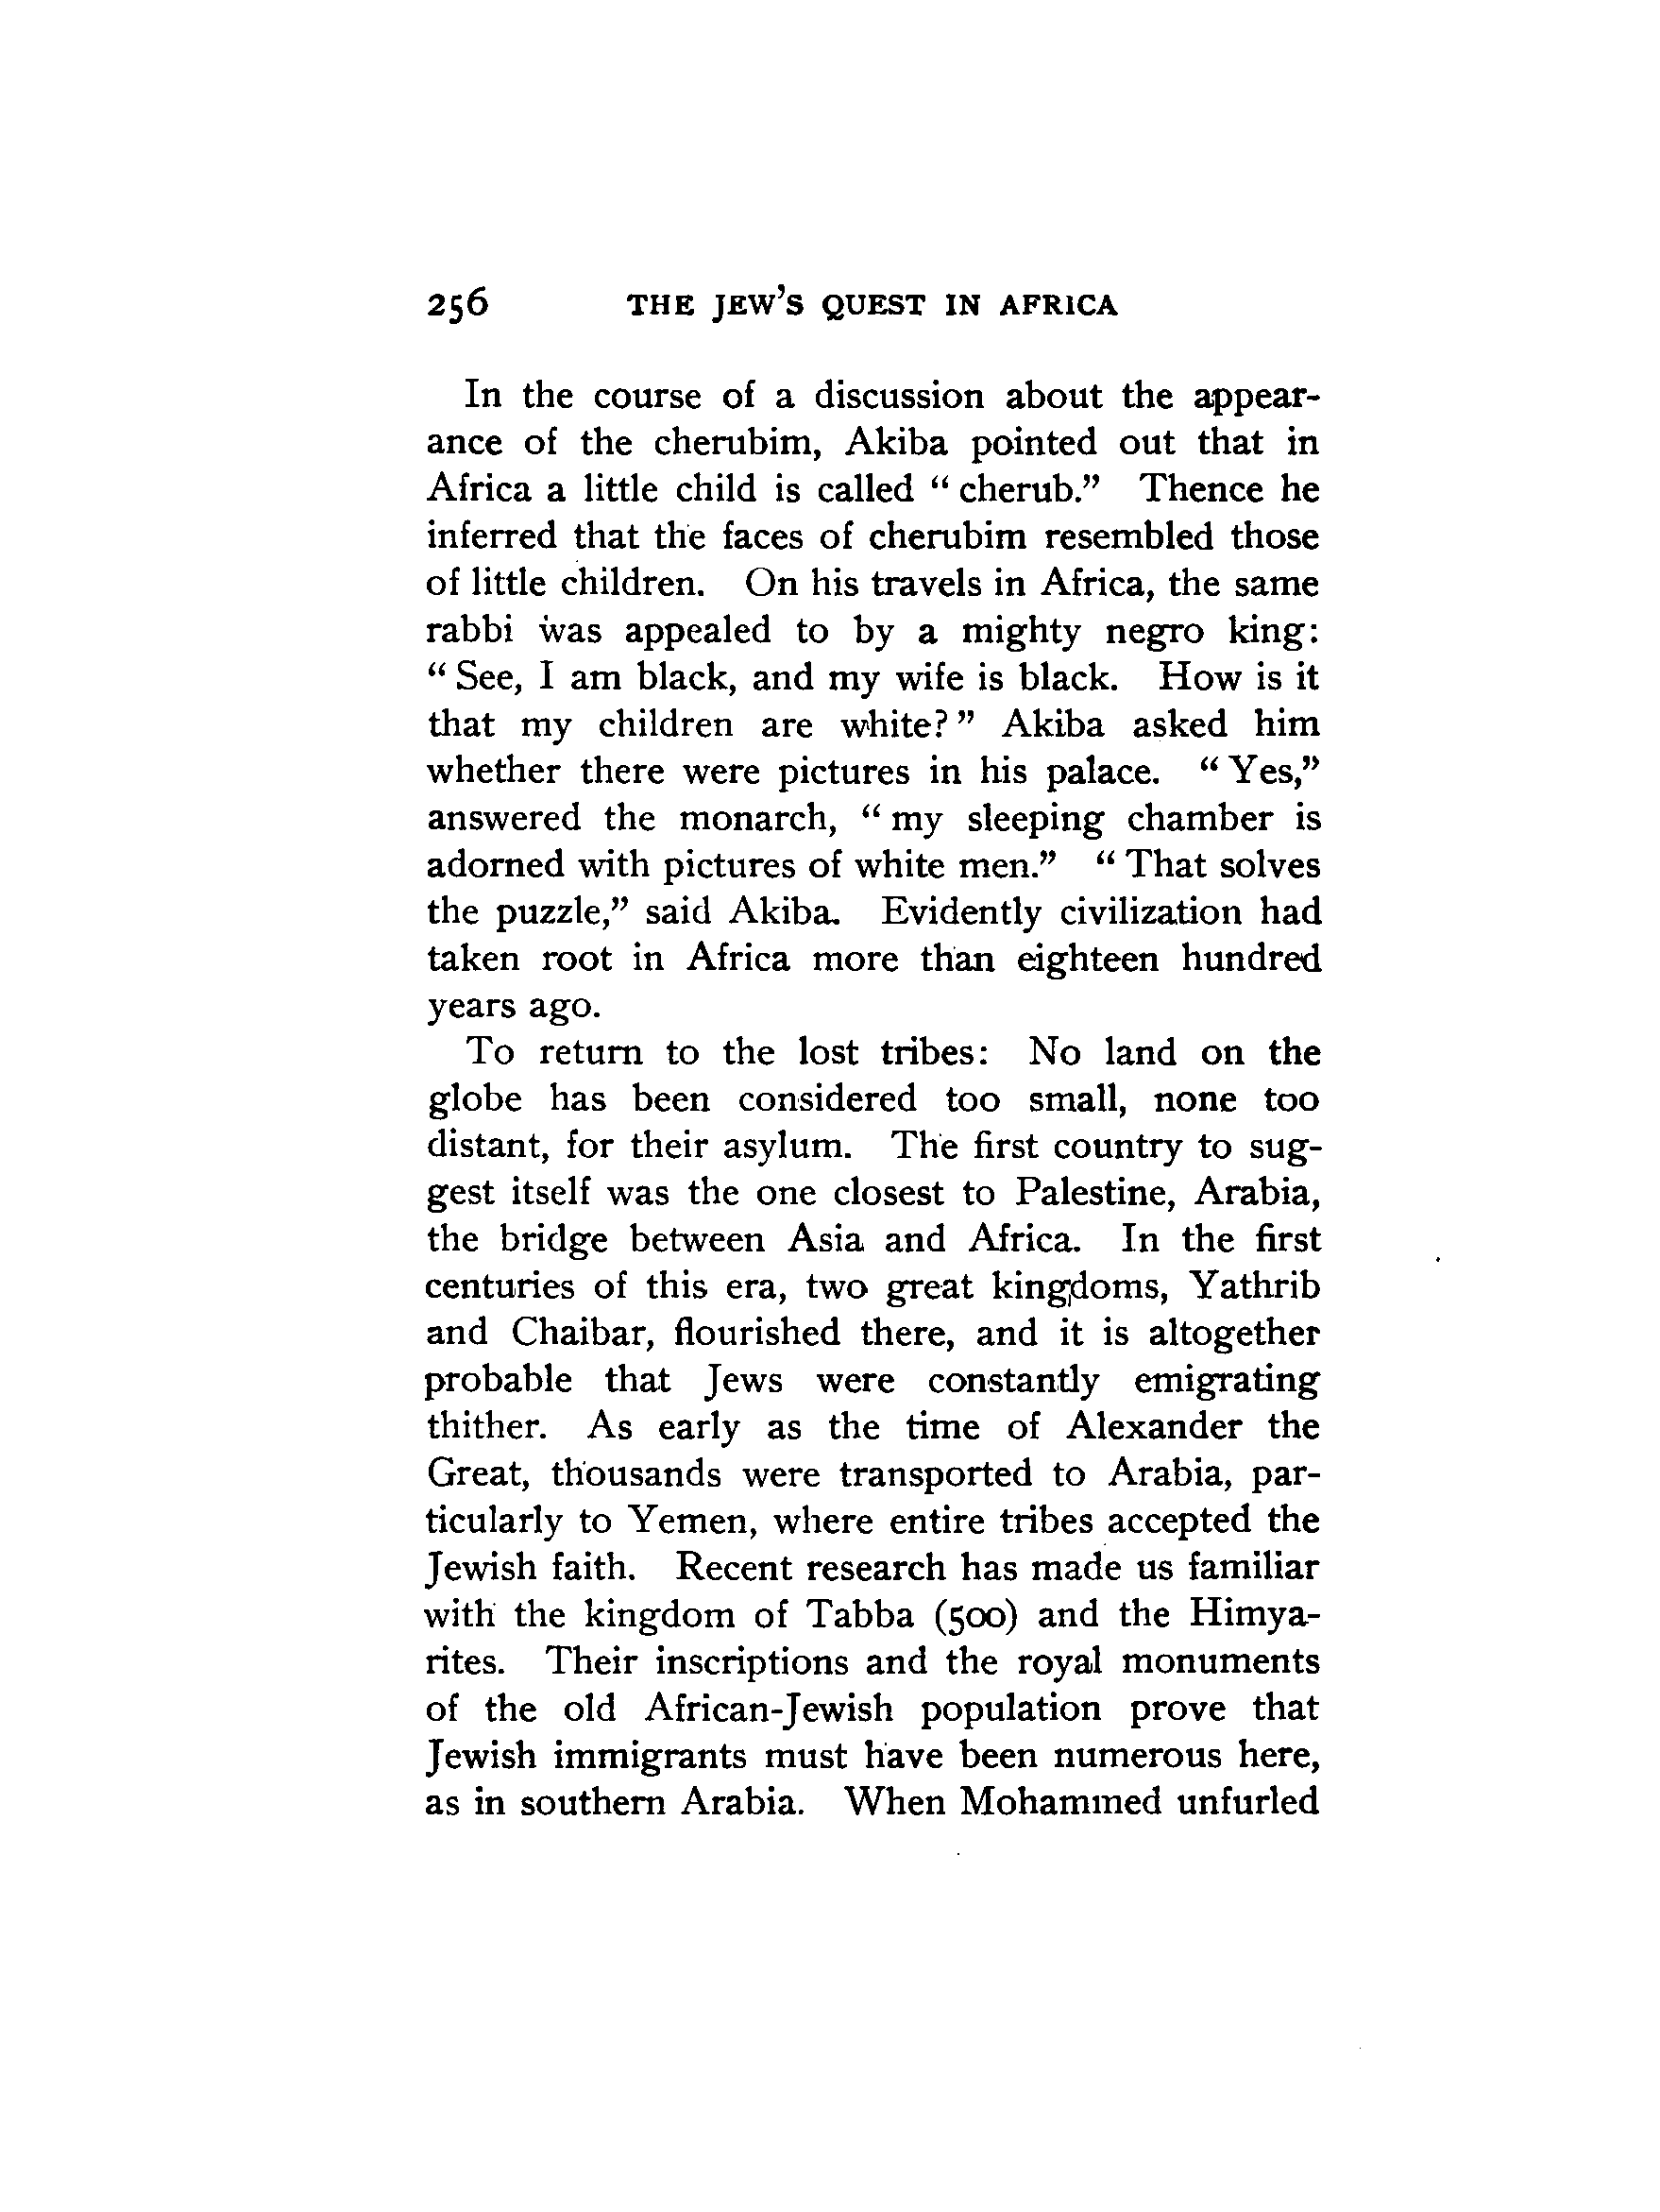 256 THE JEW'S QUEST IN AFRICA
In the course of a discussion about the appear-
ance of the cherubim, Akiba pointed out that in
Africa a little child is called “ cherub.” Thence he
inferred that the faces of cherubim resembled those
of little children. On his travels in Africa, the same
rabbi was appealed to by a mighty negro king:
“ See, I am black, and my wife is black. How is it
that my children are white? ” Akiba asked him
whether there were pictures in his palace. “ Yes,”
answered the monarch, “ my sleeping chamber is
adorned with pictures of white men.” “ That solves
the puzzle,” said Akiba. Evidently civilization had
taken root in Africa more than eighteen hundred
years ago.
To return to the lost tribes: No land on the
globe has been considered too small, none too
distant, for their asylum. The first country to sug-
gest itself was the one closest to Palestine, Arabia,
the bridge between Asia and Africa. In the first
centuries of this era, two great kingdoms, Yathrib
and Chaibar, flourished there, and it is altogether
probable that Jews were constantly emigrating
thither. As early as the time of Alexander the
Great, thousands were transported to Arabia, par-
ticularly to Yemen, where entire tribes accepted the
Jewish faith. Recent research has made us familiar
with the kingdom of Tabba (500) and the Himya-
rites. Their inscriptions and the royal monuments
of the old African-Jewish population prove that
Jewish immigrants must have been numerous here,
as in southern Arabia. When Mohammed unfurled